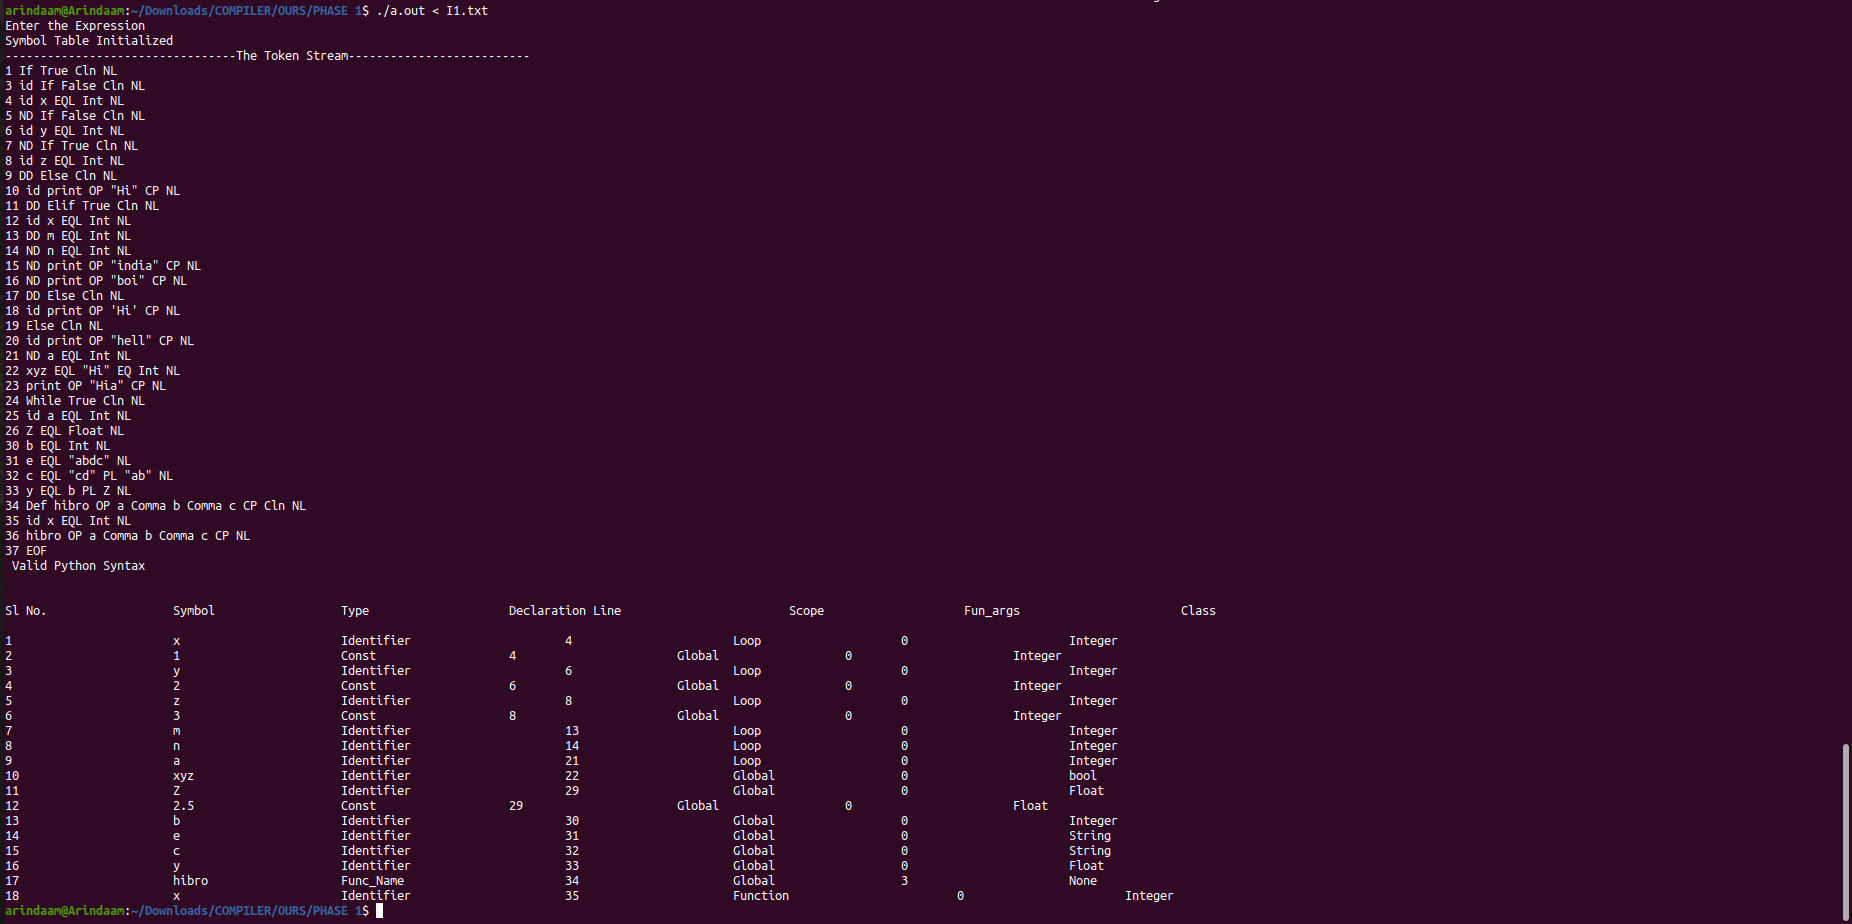 arindaam@Arindaam:~/Downloads/COMPILER/OURS/PHASE 1$ ./a.out < I1.txt
Enter the Expression
Symbol Table Initialized
---------------------------------The Token Stream--------------------------
1 If True Cln NL
3 id If False Cln NL
4 id x EQL Int NL
5 ND If False Cln NL
6 id y EQL Int NL
7 ND If True Cln NL
8 id z EQL Int NL
9 DD Else Cln NL
10 id print OP "Hi" CP NL
11 DD Elif True Cln NL
12 id x EQL Int NL
13 DD m EQL Int NL
14 ND n EQL Int NL
15 ND print OP "india" CP NL
16 ND print OP "boi" CP NL
17 DD Else Cln NL
18 id print OP 'Hi' CP NL
19 Else Cln NL
20 id print OP "hell" CP NL
21 ND a EQL Int NL
22 xyz EQL "Hi" EQ Int NL
23 print OP "Hia" CP NL
24 While True Cln NL
25 id a EQL Int NL
26 Z EQL Float NL
30 b EQL Int NL
31 e EQL "abdc" NL
32 c EQL "cd" PL "ab" NL
33 y EQL b PL Z NL
34 Def hibro OP a Comma b Comma c CP Cln NL
35 id x EQL Int NL
36 hibro OP a Comma b Comma c CP NL
37 EOF
Valid Python Syntax
Sl No. Symbol Type Declaration Line Scope Fun_args Class
1 x Identifier 4 Loop 0 Integer
2 1 Const 4 Global 0 Integer
3 y Identifier 6 Loop 0 Integer
4 2 Const 6 Global 0 Integer
5 z Identifier 8 Loop 0 Integer
6 3 Const 8 Global 0 Integer
7 m Identifier 13 Loop 0 Integer
8 n Identifier 14 Loop 0 Integer
9 a Identifier 21 Loop 0 Integer
10 xyz Identifier 22 Global 0 bool
11 Z Identifier 29 Global 0 Float
12 2.5 Const 29 Global 0 Float
13 b Identifier 30 Global 0 Integer
14 e Identifier 31 Global 0 String
15 c Identifier 32 Global 0 String
16 y Identifier 33 Global 0 Float
17 hibro Func_Name 34 Global 3 None
18 x Identifier 35 Function 0 Integer
arindaam@Arindaam:~/Downloads/COMPILER/OURS/PHASE 1$